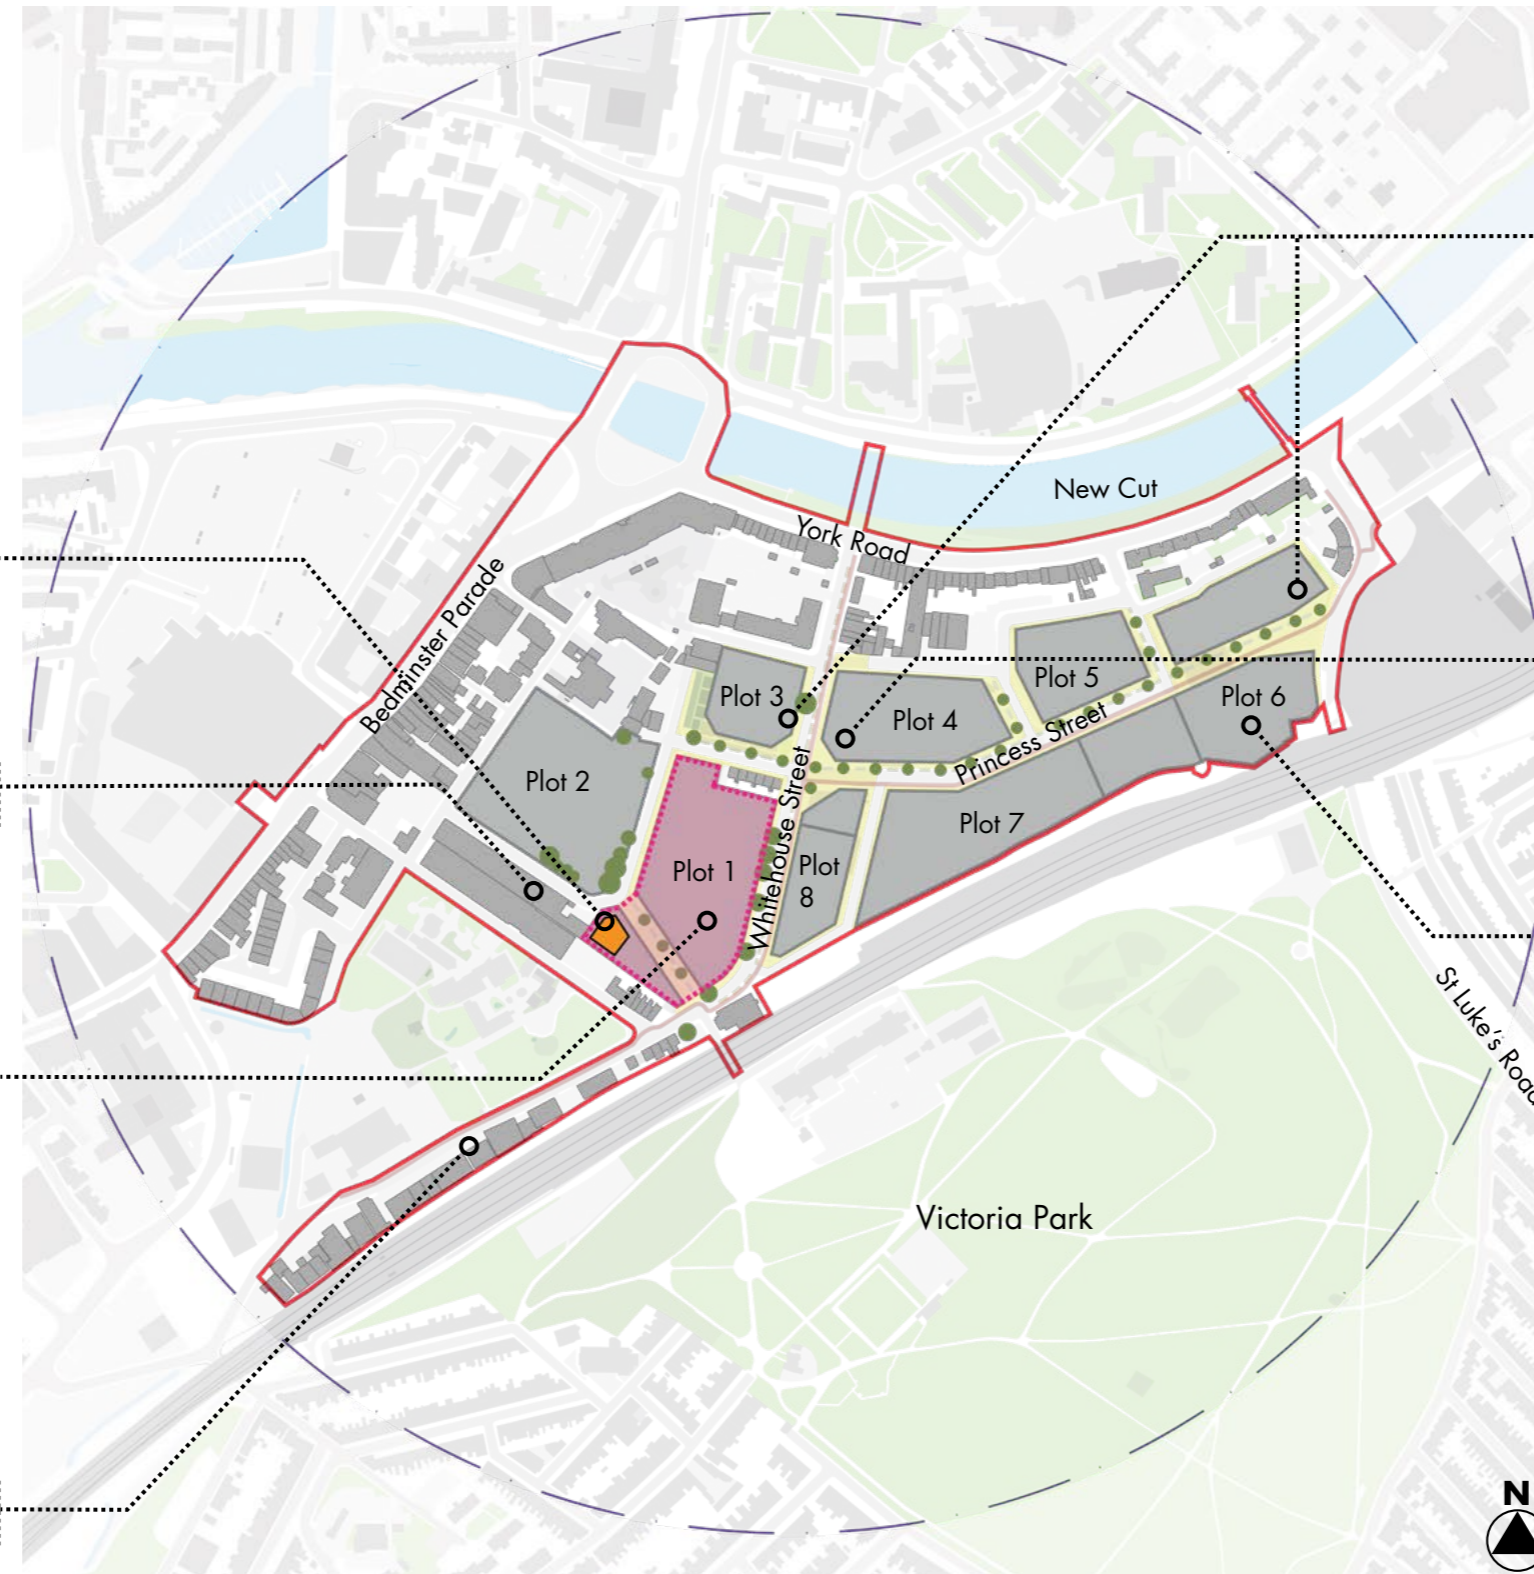 New Cut
York Road
Bedminster Parade
Plot 3
Plot 4
Plot 5
Plot 6
Princess Street
Plot 2
Plot 7
Plot 1
Plot
8
Whitehouse Street
St Luke's Road
Victoria Park
N